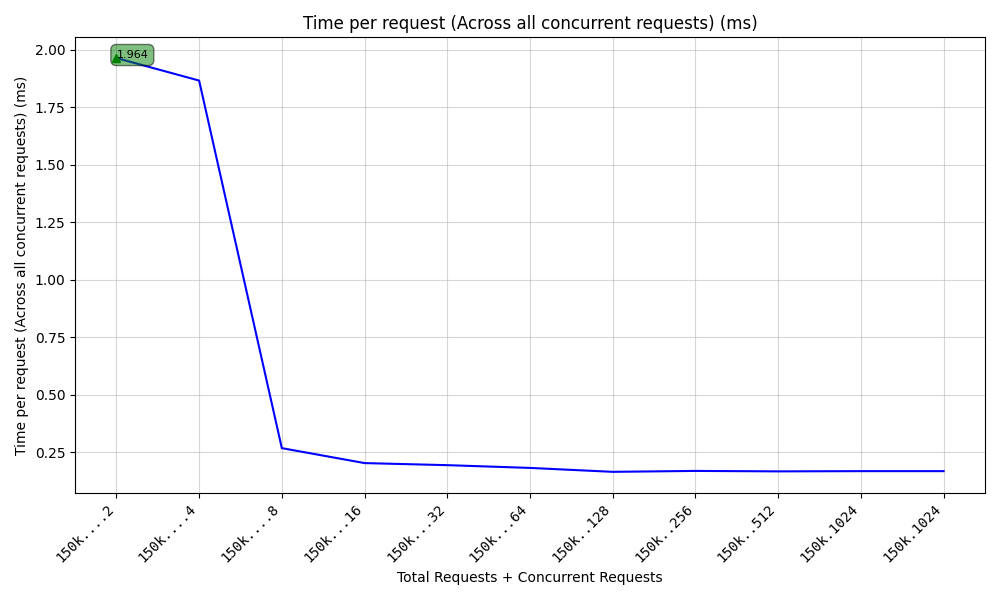 Time per request (Across all concurrent requests) (ms)
Time per request (Across all concurrent requests) (ms)
2.00
1.75
1.50
1.25
1.00
0.75
0.50
0.25
1.964
150k....2
150k....4
150k....8
150k...16
150k...32
150k...64
150k..128
150k..256
150k..512
150k.1024
150k.1024
Total Requests + Concurrent Requests